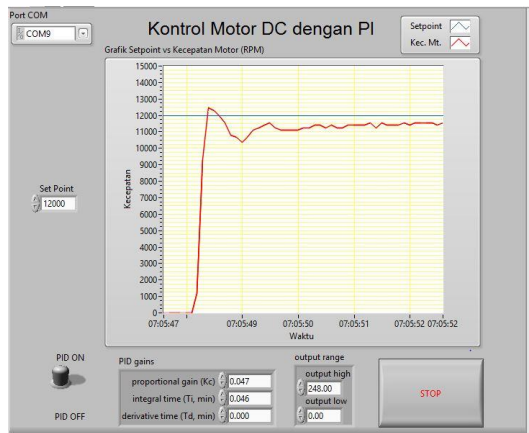 Port COM
COM9
Kontrol Motor DC dengan PI
Setpoint
Kec. Mt.
Grafik Setpoint vs Kecepatan Motor (RPM)
15000
14000
13000
12000
11000
10000
9000
8000
7000
6000
5000
4000
3000
2000
1000
0
Kecepatan
07:05:47 07:05:49 07:05:50 07:05:51 07:05:52 07:05:52
Waktu
Set Point
12000
PID ON
PID OFF
PID gains
proportional gain (Kc) 0.047
integral time (Ti, min) 0.046
derivative time (Td, min) 0.000
output range
output high
248.00
output low
0.00
STOP